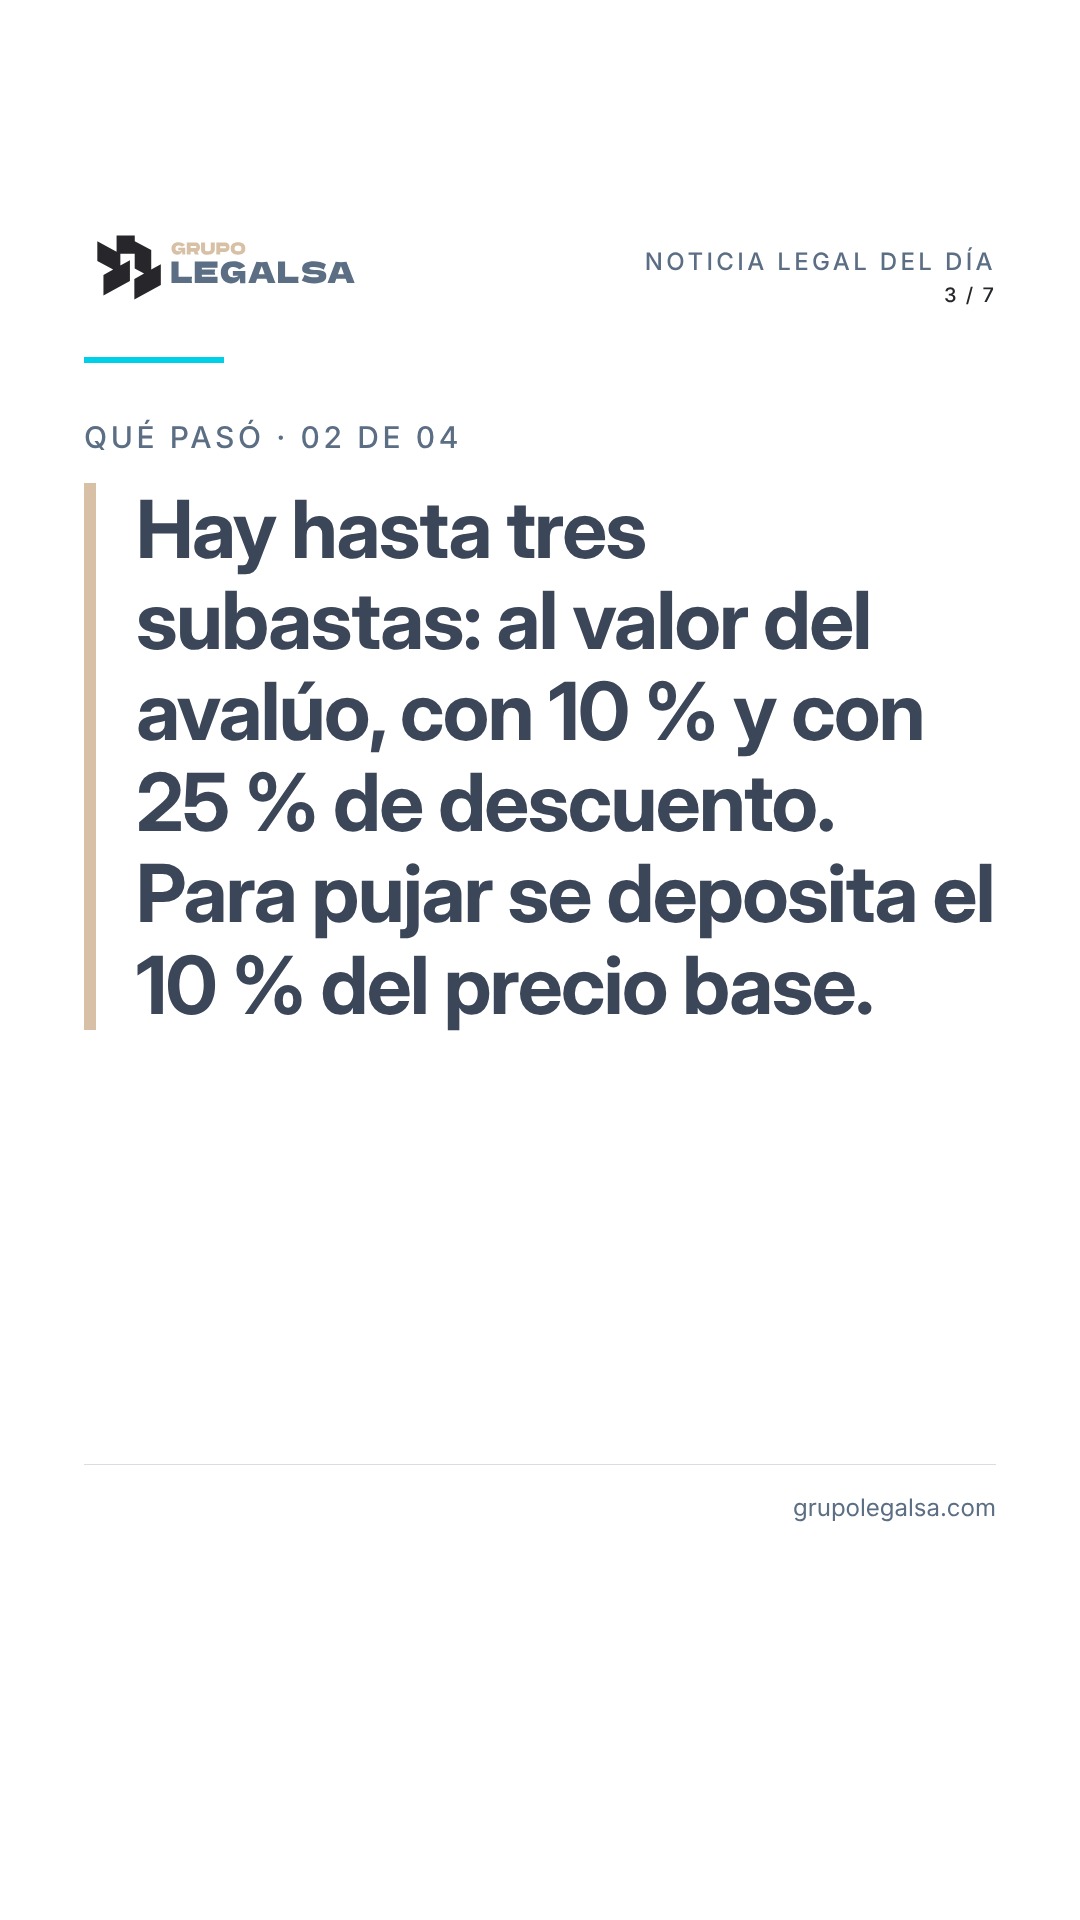 GRUPO
LEGALSA
NOTICIA LEGAL DEL DÍA
3 / 7
QUÉ PASÓ · 02 DE 04
Hay hasta tres
subastas: al valor del
avalúo, con 10 % y con
25 % de descuento.
Para pujar se deposita el
10 % del precio base.
grupolegalsa.com